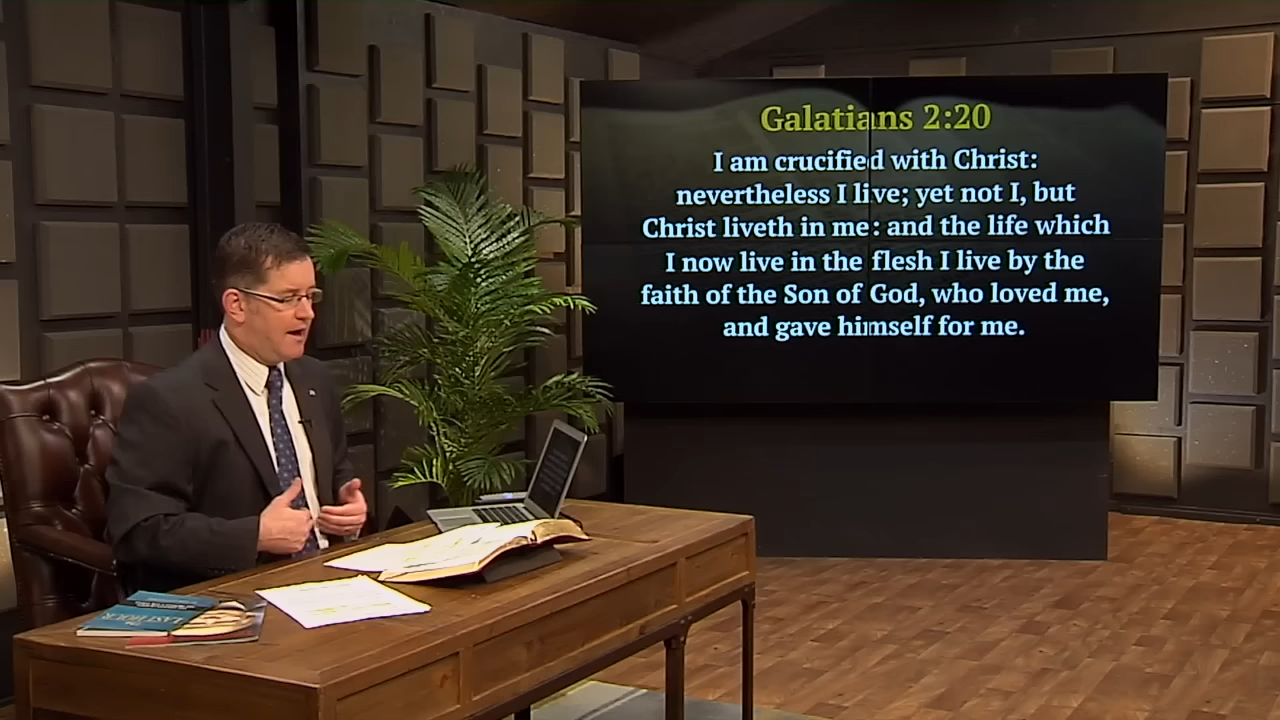 Galatians 2:20
I am crucified with Christ:
nevertheless I live; yet not I, but
Christ liveth in me: and the life which
I now live in the flesh I live by the
faith of the Son of God, who loved me,
and gave himself for me.
LAST HOUR